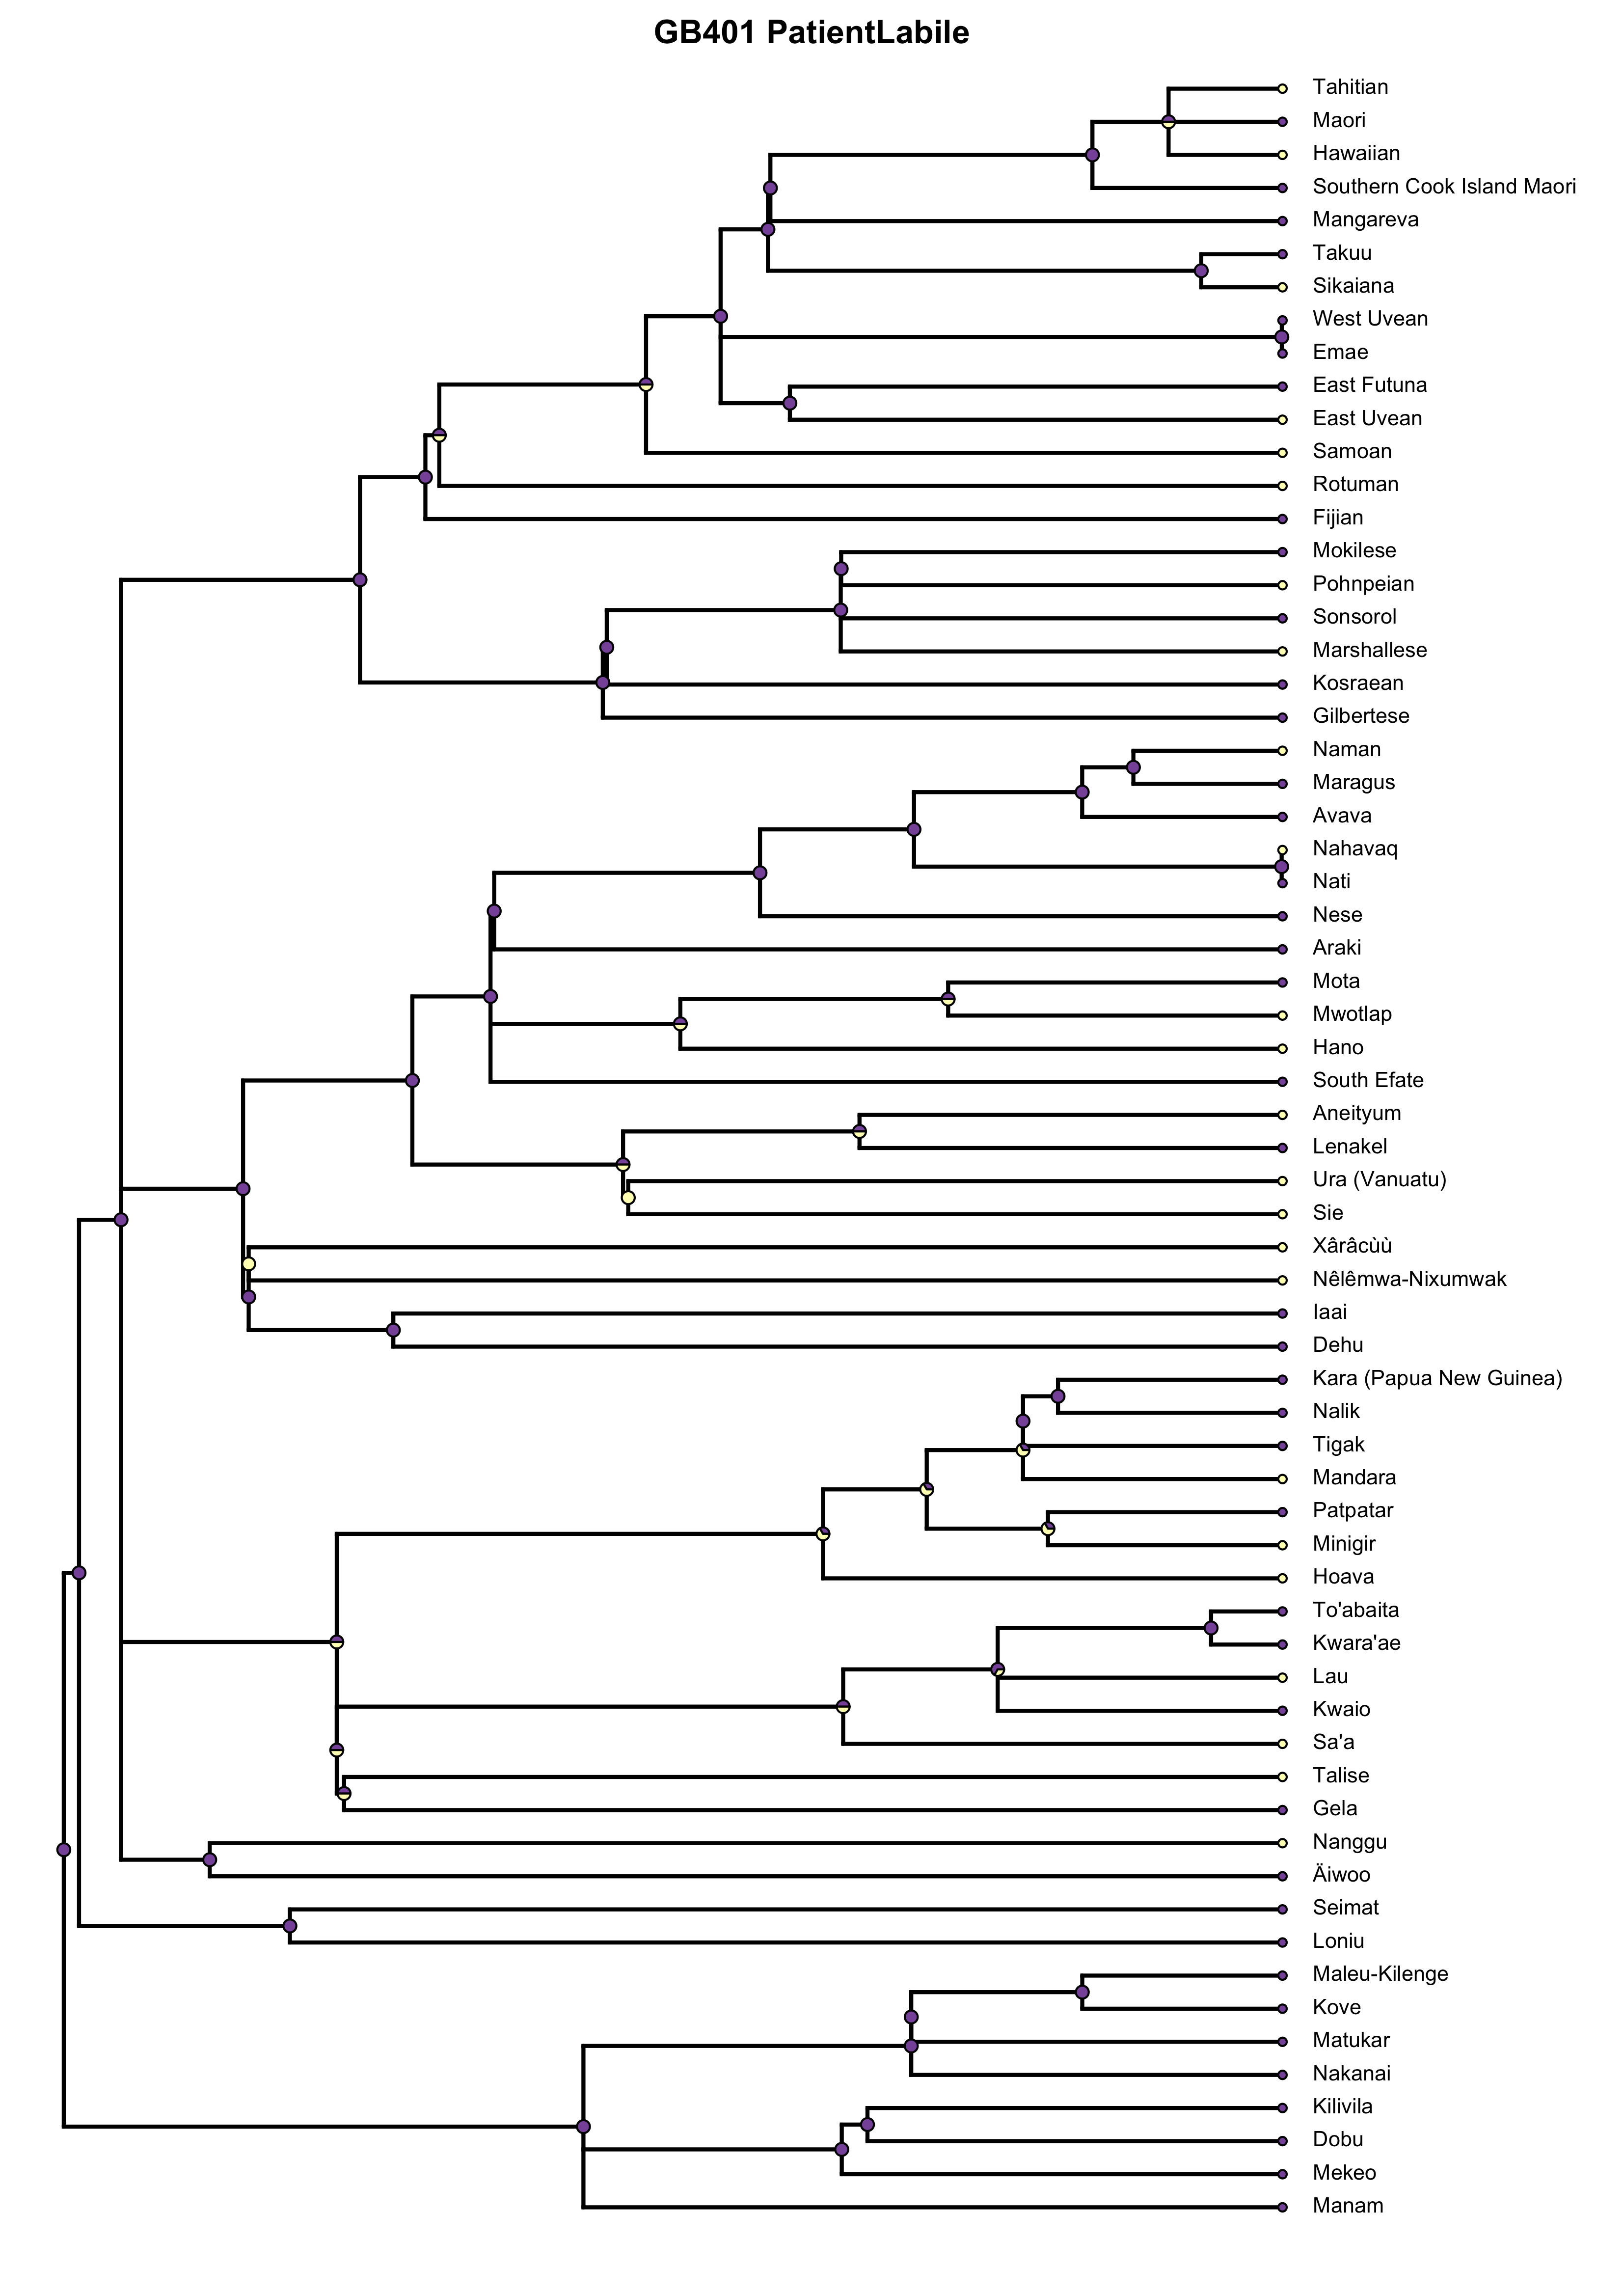 GB401 PatientLabile
Tahitian
Maori
Hawaiian
Southern Cook Island Maori
Mangareva
Takuu
Sikaiana
West Uvean
Emae
East Futuna
East Uvean
Samoan
Rotuman
Fijian
Mokilese
Pohnpeian
Sonsorol
Marshallese
Kosraean
Gilbertese
Naman
Maragus
Avava
Nahavaq
Nati
Nese
Araki
Mota
Mwotlap
Hano
South Efate
Aneityum
Lenakel
Ura (Vanuatu)
Sie
Xârâcùù
Nêlêmwa-Nixumwak
Iaai
Dehu
Kara (Papua New Guinea)
Nalik
Tigak
Mandara
Patpatar
Minigir
Hoava
To'abaita
Kwara'ae
Lau
Kwaio
Sa'a
Talise
Gela
Nanggu
Äiwoo
Seimat
Loniu
Maleu-Kilenge
Kove
Matukar
Nakanai
Kilivila
Dobu
Mekeo
Manam